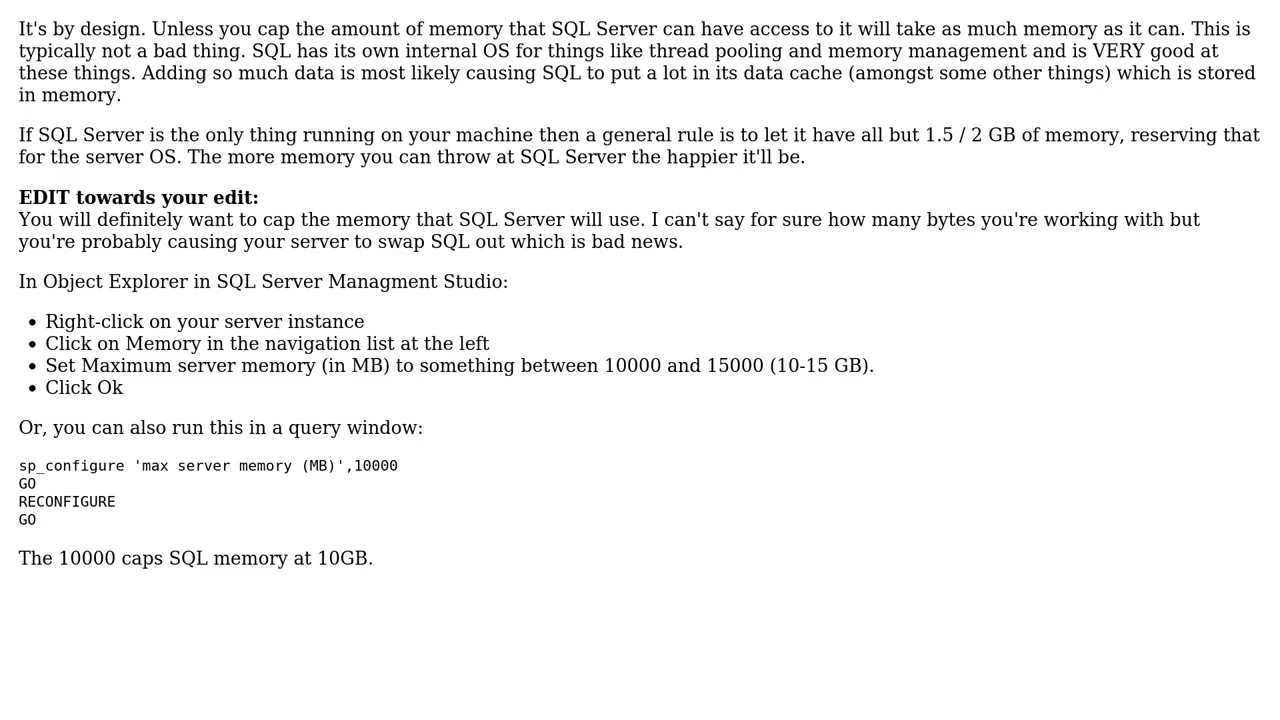 It's by design. Unless you cap the amount of memory that SQL Server can have access to it will take as much memory as it can. This is
typically not a bad thing. SQL has its own internal OS for things like thread pooling and memory management and is VERY good at
these things. Adding so much data is most likely causing SQL to put a lot in its data cache (amongst some other things) which is stored
in memory.
If SQL Server is the only thing running on your machine then a general rule is to let it have all but 1.5 / 2 GB of memory, reserving that
for the server OS. The more memory you can throw at SQL Server the happier it'll be.
EDIT towards your edit:
You will definitely want to cap the memory that SQL Server will use. I can't say for sure how many bytes you're working with but
you're probably causing your server to swap SQL out which is bad news.
In Object Explorer in SQL Server Managment Studio:
• Right-click on your server instance
• Click on Memory in the navigation list at the left
• Set Maximum server memory (in MB) to something between 10000 and 15000 (10-15 GB).
• Click Ok
Or, you can also run this in a query window:
sp_configure 'max server memory (MB)',10000
GO
RECONFIGURE
GO
The 10000 caps SQL memory at 10GB.